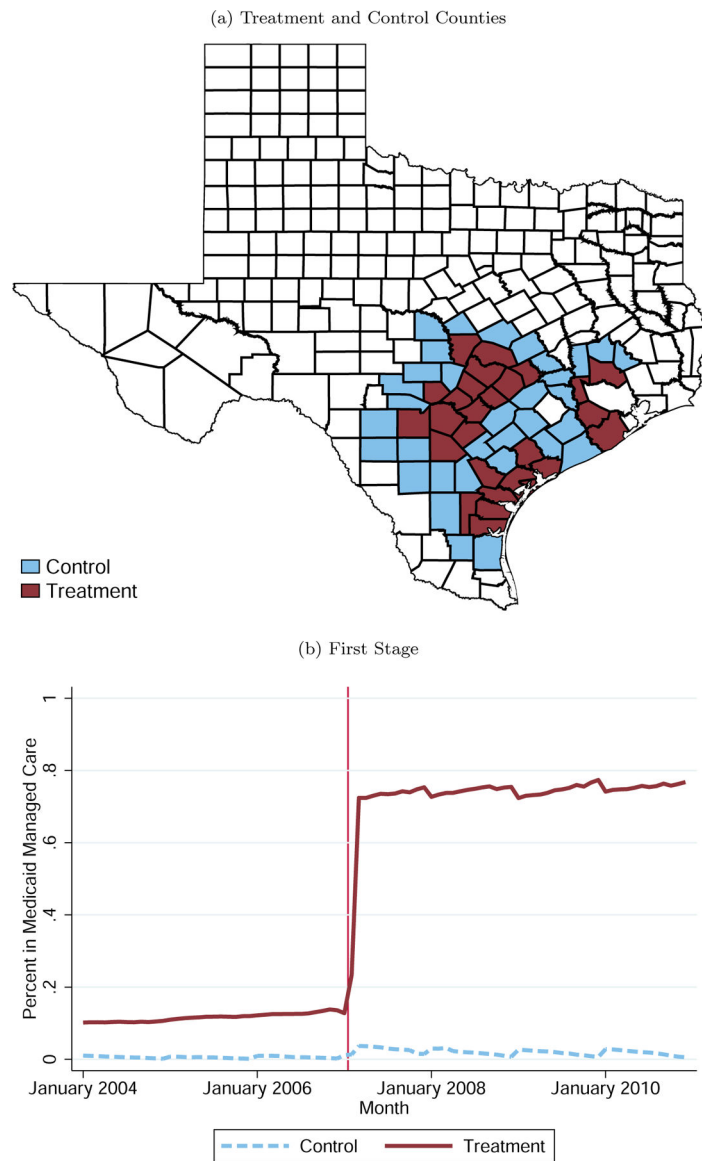 (a) Treatment and Control Counties
Control
Treatment
(b) First Stage
Percent in Medicaid Managed Care
1
.8
.6
.4
.2
0
January 2004 January 2006 January 2008 January 2010
Month
Control Treatment